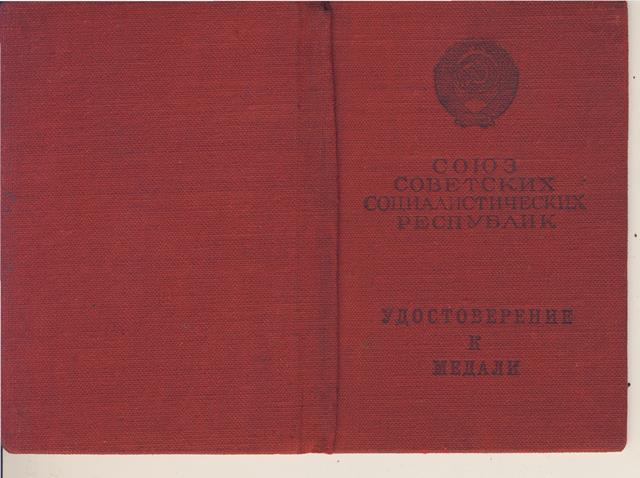 СОЮЗ
СОВЕТСКИХ
СОЦИАЛИСТИЧЕСКИХ
РЕСПУБЛИК
УДОСТОВЕРЕНИЕ
К
МЕДАЛИ